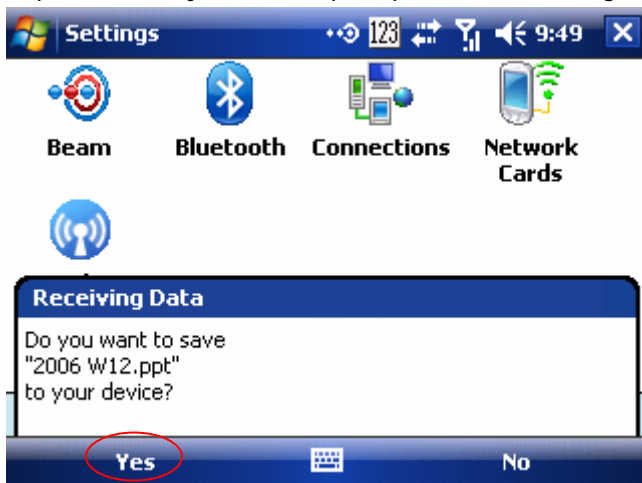 Settings 123 9:49
Beam Bluetooth Connections Network
Cards
Receiving Data
Do you want to save
"2006 W12.ppt"
to your device?
Yes No